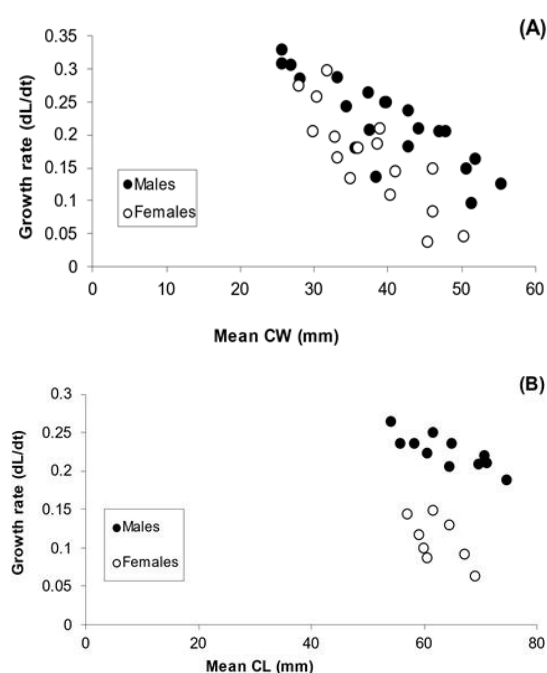 (A)
Growth rate (dL/dt)
0.35
0.3
0.25
0.2
0.15
0.1
0.05
0
Males
Females
0 10 20 30 40 50 60
Mean CW (mm)
(B)
Growth rate (dL/dt)
0.3
0.25
0.2
0.15
0.1
0.05
0
Males
Females
0 20 40 60 80
Mean CL (mm)